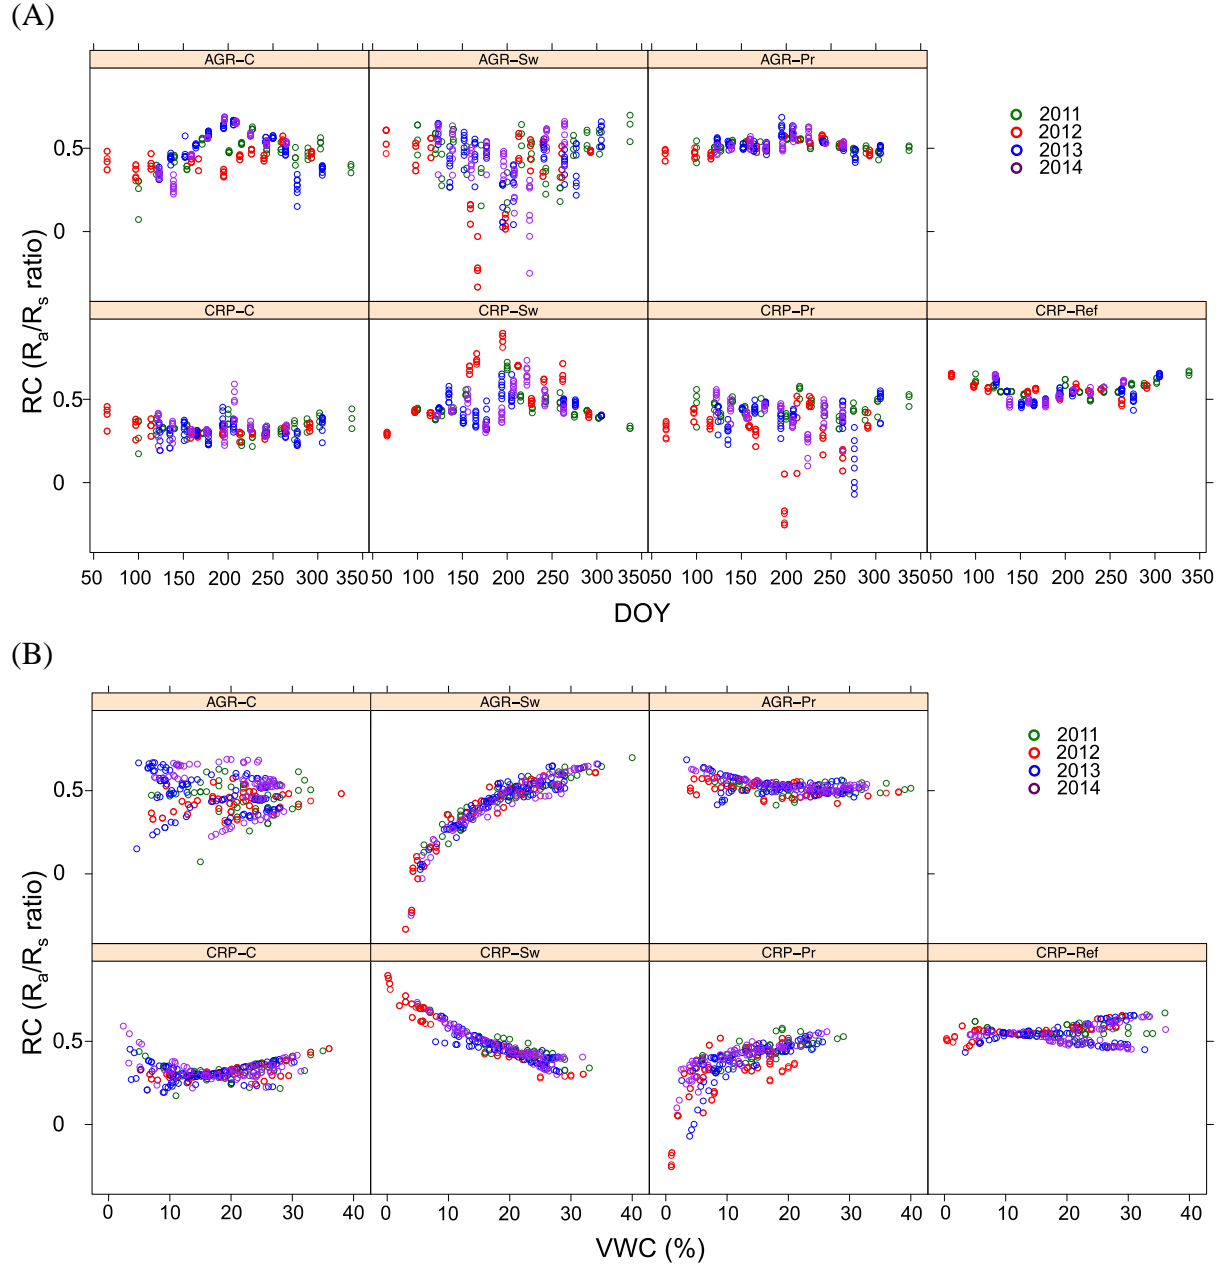 (A)
AGR–C AGR–Sw AGR–Pr
2011
2012
2013
2014
0.5
0
CRP–C CRP–Sw CRP–Pr CRP–Ref
0.5
0
RC (Ra/Rs ratio)
50 100 150 200 250 300 350 50 100 150 200 250 300 350 50 100 150 200 250 300 350 50 100 150 200 250 300 350
DOY
(B)
AGR–C AGR–Sw AGR–Pr
2011
2012
2013
2014
0.5
0
CRP–C CRP–Sw CRP–Pr CRP–Ref
0.5
0
RC (Ra/Rs ratio)
0 10 20 30 40 0 10 20 30 40 0 10 20 30 40 0 10 20 30 40
VWC (%)